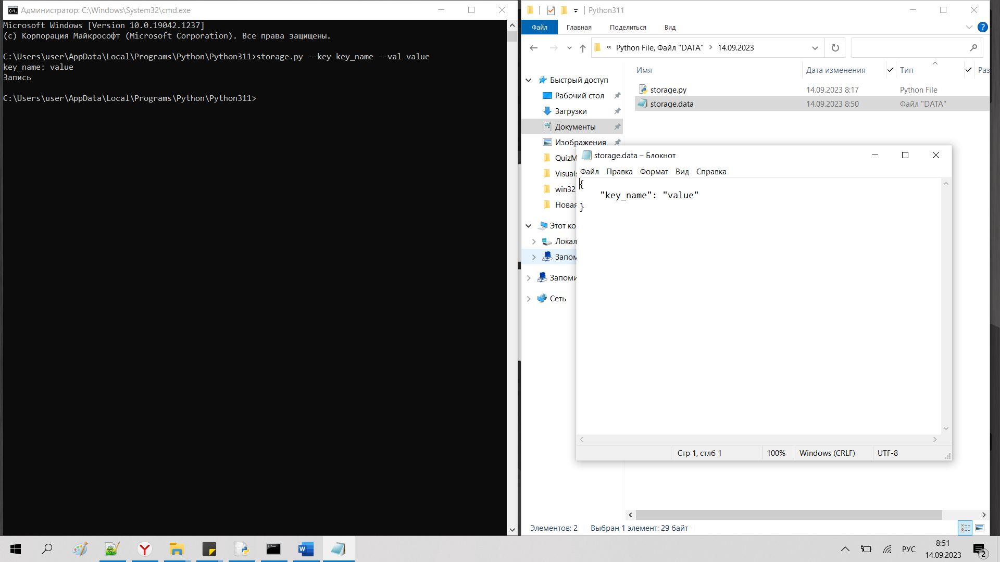 Администратор: C:\Windows\System32\cmd.exe
Microsoft Windows [Version 10.0.19042.1237]
(c) Корпорация Майкрософт (Microsoft Corporation). Все права защищены.
C:\Users\user\AppData\Local\Programs\Python\Python311>storage.py --key key_name --val value
key_name: value
Запись
C:\Users\user\AppData\Local\Programs\Python\Python311>
Python311
Файл Главная Поделиться Вид
« Python File, Файл "DATA" > 14.09.2023
Имя Дата изменения Тип Раз
storage.py 14.09.2023 8:17 Python File
storage.data 14.09.2023 8:50 Файл "DATA"
Быстрый доступ
Рабочий стол
Загрузки
Документы
Изображения
QuizM
Visual
win32
Новая
Этот ко
Локал
Запом
Запоми
Сеть
storage.data – Блокнот
Файл Правка Формат Вид Справка
{
"key_name": "value"
}
Стр 1, стлб 1 100% Windows (CRLF) UTF-8
Элементов: 2 Выбран 1 элемент: 29 байт
РУС
8:51
14.09.2023
2